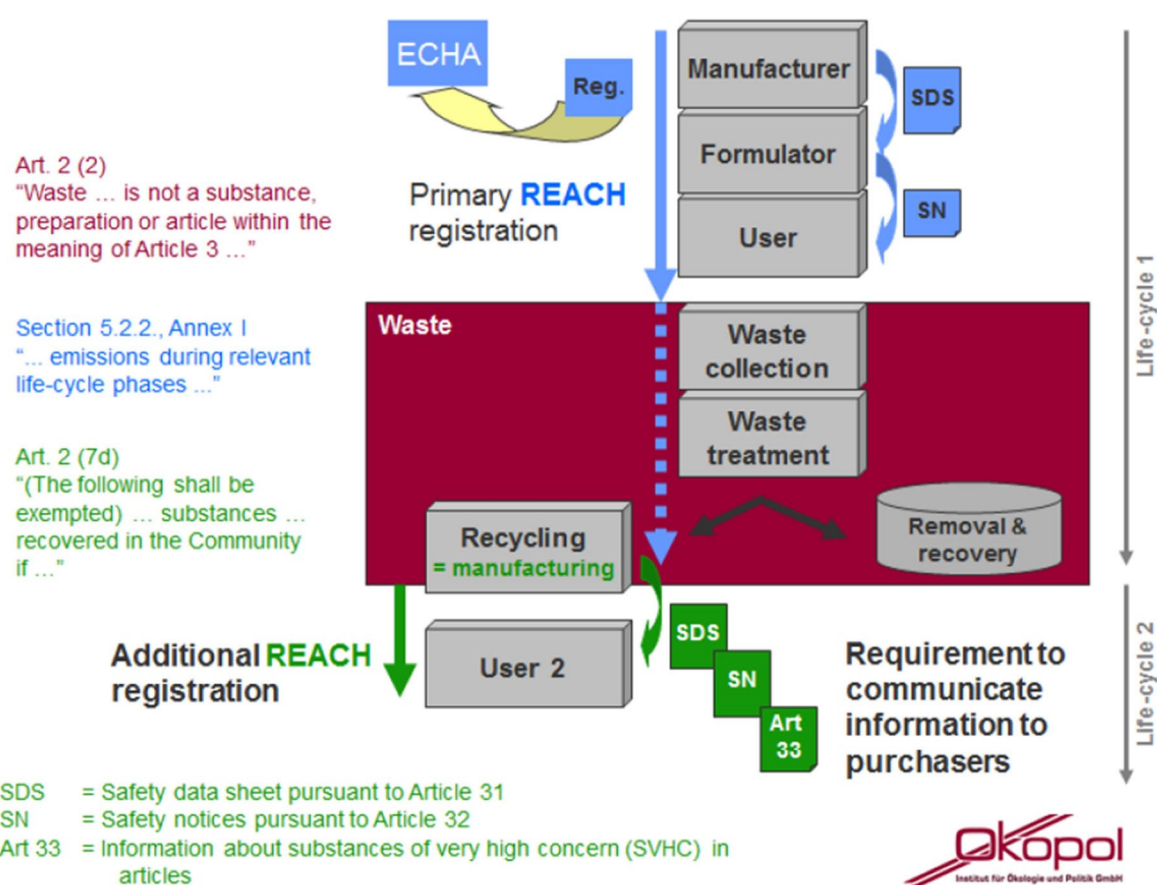 ECHA
Reg.
Manufacturer
SDS
Formulator
SN
User
Primary REACH
registration
Art. 2 (2)
“Waste ... is not a substance,
preparation or article within the
meaning of Article 3 ...”
Section 5.2.2., Annex I
“... emissions during relevant
life-cycle phases ...”
Art. 2 (7d)
“(The following shall be
exempted) ... substances ...
recovered in the Community
if ...”
Waste
Waste
collection
Waste
treatment
Removal &
recovery
Recycling
= manufacturing
User 2
Additional REACH
registration
SDS
SN
Art
33
Requirement to
communicate
information to
purchasers
Life-cycle 1
Life-cycle 2
SDS = Safety data sheet pursuant to Article 31
SN = Safety notices pursuant to Article 32
Art 33 = Information about substances of very high concern (SVHC) in
articles
Okopol
Institut für Ökologie und Politik GmbH